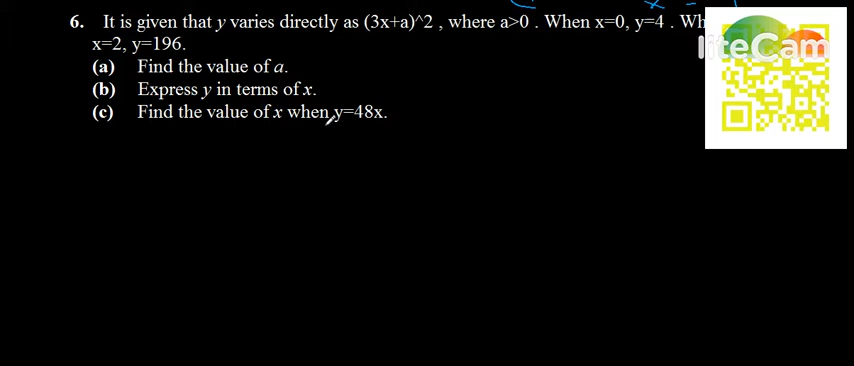 6. It is given that y varies directly as (3x+a)^2 , where a>0 . When x=0, y=4 .
x=2, y=196.
(a) Find the value of a.
(b) Express y in terms of x.
(c) Find the value of x when y=48x.
liteCam